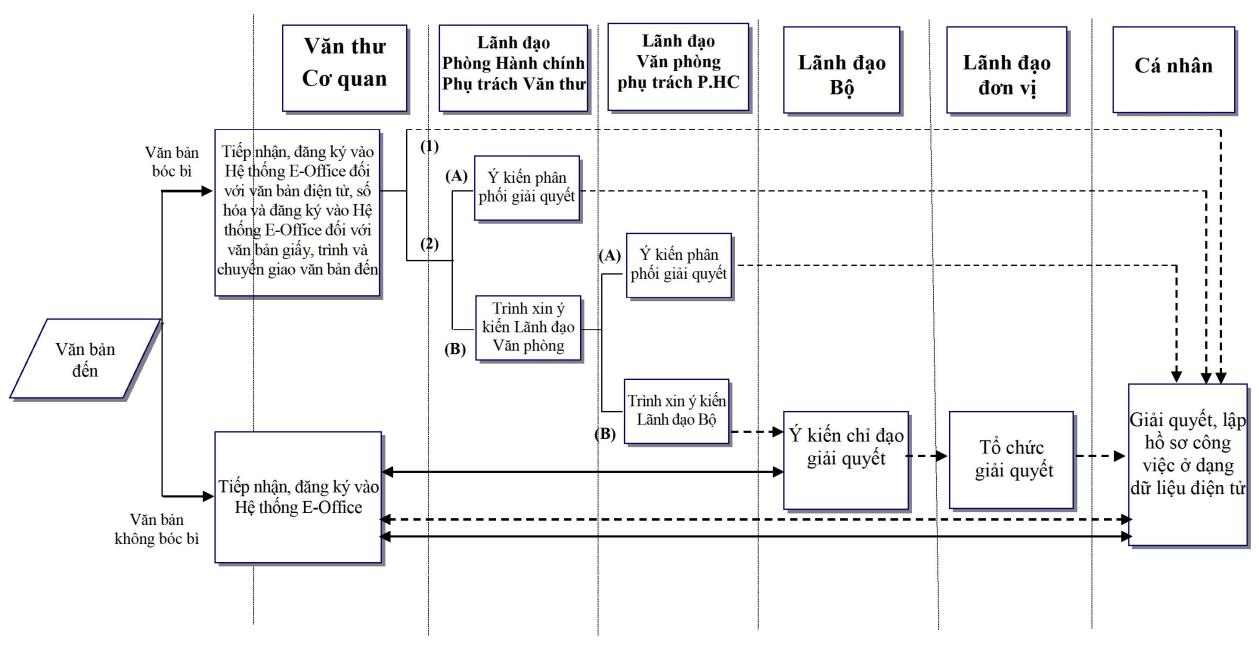 Văn thư
Cơ quan
Lãnh đạo
Phòng Hành chính
Phụ trách Văn thư
Lãnh đạo
Văn phòng
phụ trách P.HC
Lãnh đạo
Bộ
Lãnh đạo
đơn vị
Cá nhân
Văn bản
bóc bì
Tiếp nhận, đăng ký vào
Hệ thống E-Office đối
với văn bản điện tử, số
hóa và đăng ký vào Hệ
thống E-Office đối với
văn bản giấy, trình và
chuyển giao văn bản đến
(1)
(2)
(A)
Ý kiến phân
phối giải quyết
(A)
Ý kiến phân
phối giải quyết
(B)
Trình xin ý
kiến Lãnh đạo
Văn phòng
(B)
Trình xin ý kiến
Lãnh đạo Bộ
Văn bản
đến
Ý kiến chỉ đạo
giải quyết
Tổ chức
giải quyết
Giải quyết, lập
hồ sơ công
việc ở dạng
dữ liệu điện tử
Tiếp nhận, đăng ký vào
Hệ thống E-Office
Văn bản
không bóc bì